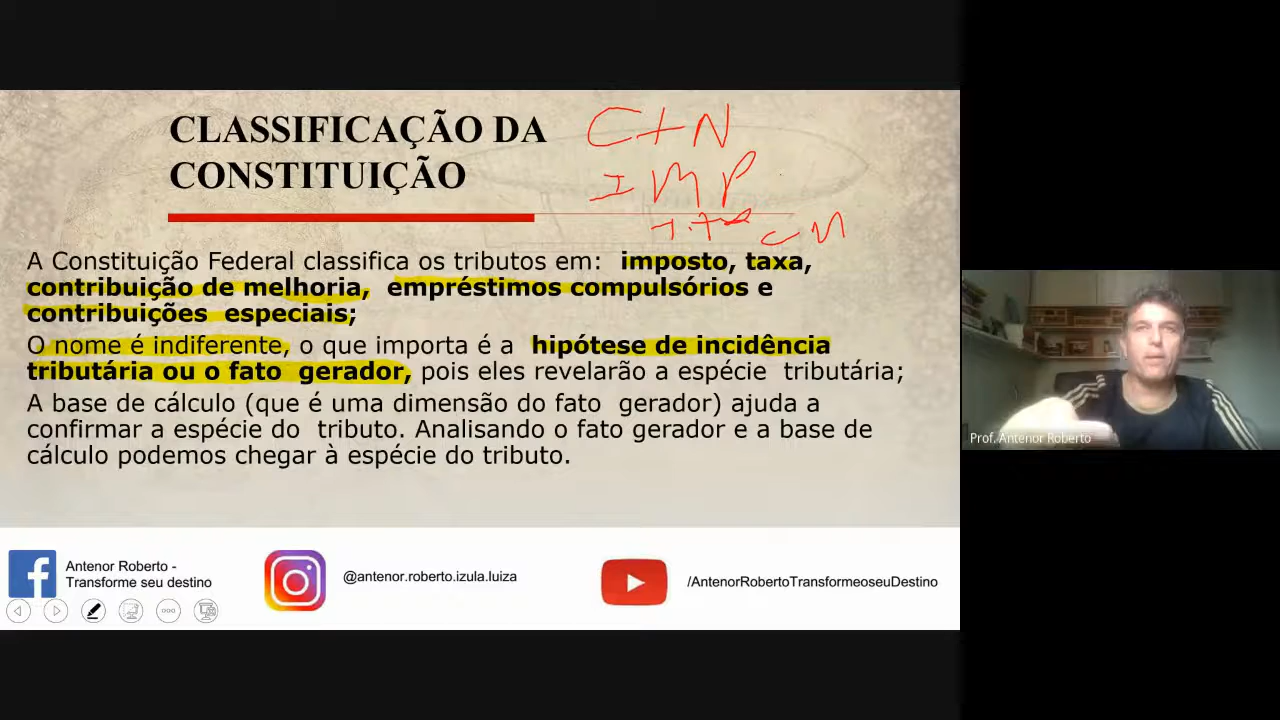 CLASSIFICAÇÃO DA
CONSTITUIÇÃO
CTN
IMP
CM
A Constituição Federal classifica os tributos em: imposto, taxa,
contribuição de melhoria, empréstimos compulsórios e
contribuições especiais;
O nome é indiferente, o que importa é a hipótese de incidência
tributária ou o fato gerador, pois eles revelarão a espécie tributária;
A base de cálculo (que é uma dimensão do fato gerador) ajuda a
confirmar a espécie do tributo. Analisando o fato gerador e a base de
cálculo podemos chegar à espécie do tributo.
Prof. Antenor Roberto
Antenor Roberto -
Transforme seu destino
@antenor.roberto.izula.luiza
/AntenorRobertoTransformeoseuDestino